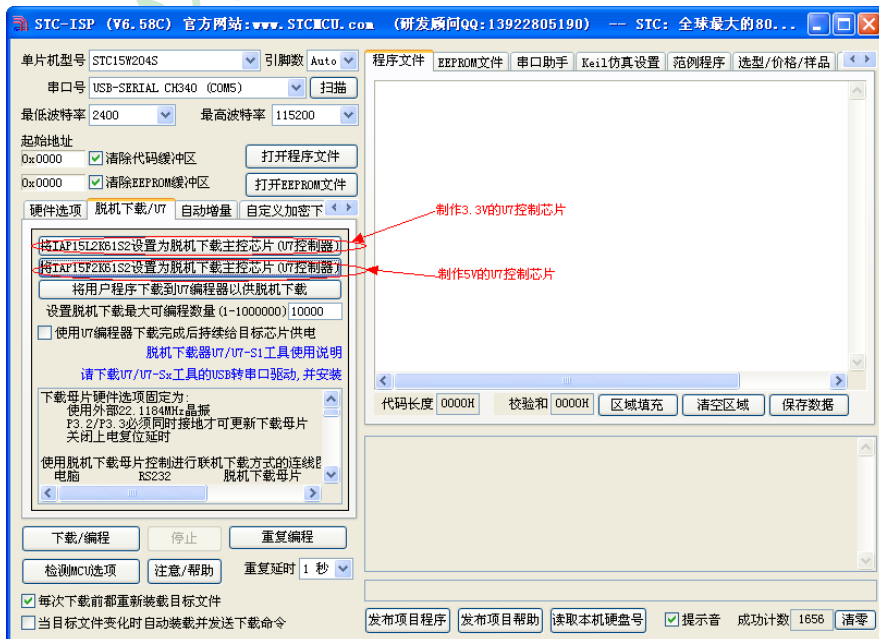 STC-ISP (V6.58C) 官方网站:www.STCMCU.com (研发顾问QQ:13922805190) -- STC: 全球最大的80...
单片机型号 STC15W204S 引脚数 Auto
串口号 USB-SERIAL CH340 (COM5) 扫描
最低波特率 2400 最高波特率 115200
起始地址
0x0000 清除代码缓冲区 打开程序文件
0x0000 清除EEPROM缓冲区 打开EEPROM文件
硬件选项 脱机下载/U7 自动增量 自定义加密下
将IAP15L2K61S2设置为脱机下载主控芯片(U7控制器)
将IAP15F2K61S2设置为脱机下载主控芯片(U7控制器)
将用户程序下载到U7编程器以供脱机下载
设置脱机下载最大可编程数量(1-1000000) 10000
使用U7编程器下载完成后持续给目标芯片供电
脱机下载器U7/U7-S1工具使用说明
请下载U7/U7-Sx工具的USB转串口驱动,并安装
下载母片硬件选项固定为:
使用外部22.1184MHz晶振
P3.2/P3.3必须同时接地才可更新下载母片
关闭上电复位延时
使用脱机下载母片控制进行联机下载方式的连线
电脑 RS232 脱机下载母片
下载/编程 停止 重复编程
检测MCU选项 注意/帮助 重复延时 1 秒
每次下载前都重新装载目标文件
当目标文件变化时自动装载并发送下载命令
程序文件 EEPROM文件 串口助手 Keil仿真设置 范例程序 选型/价格/样品
制作3.3V的U7控制芯片
制作5V的U7控制芯片
代码长度 0000H 校验和 0000H 区域填充 清空区域 保存数据
发布项目程序 发布项目帮助 读取本机硬盘号 提示音 成功计数 1656 清零